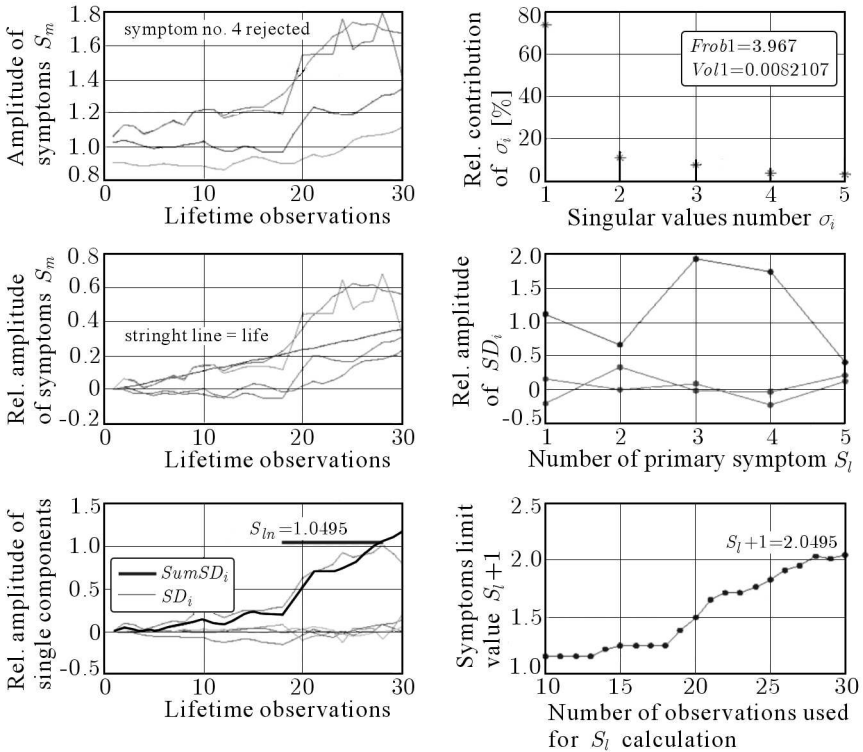 Amplitude of
symptoms S_m
1.8
1.6
1.4
1.2
1.0
0.8
symptom no. 4 rejected
0
10
20
30
Lifetime observations
Rel. contribution
of σ_i [%]
80
60
40
20
0
Frob1=3.967
Vol1=0.0082107
1
2
3
4
5
Singular values number σ_i
Rel. amplitude
of symptoms S_m
0.8
0.6
0.4
0.2
0
-0.2
stringht line = life
0
10
20
30
Lifetime observations
Rel. amplitude
of SD_i
2.0
1.5
1.0
0.5
0
-0.5
1
2
3
4
5
Number of primary symptom S_l
Rel. amplitude of
single components
1.5
1.0
0.5
0
-0.5
S_ln=1.0495
SumSD_i
SD_i
0
10
20
30
Lifetime observations
Symptoms limit
value S_l+1
2.5
2.0
1.5
1.0
S_l+1=2.0495
10
15
20
25
30
Number of observations used
for S_l calculation